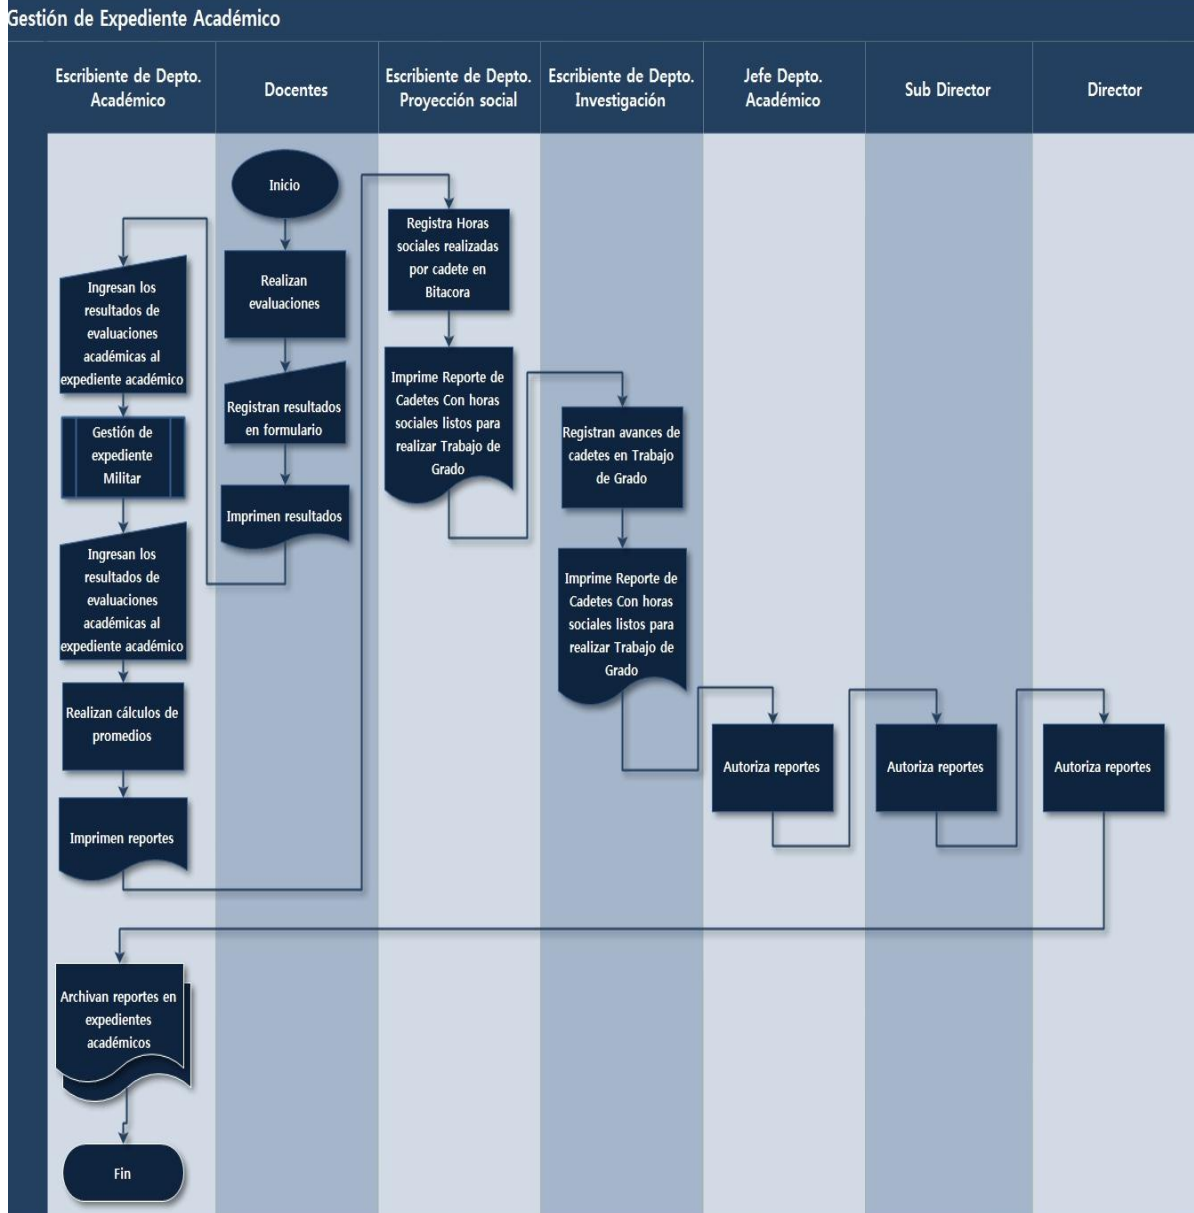 Gestión de Expediente Académico
Escribiente de Depto.
Académico
Docentes
Escribiente de Depto.
Proyección social
Escribiente de Depto.
Investigación
Jefe Depto.
Académico
Sub Director
Director
Inicio
Realizan
evaluaciones
Registran resultados
en formulario
Imprimen resultados
Ingresan los
resultados de
evaluaciones
académicas al
expediente académico
Gestión de
expediente
Militar
Ingresan los
resultados de
evaluaciones
académicas al
expediente académico
Realizan cálculos de
promedios
Imprimen reportes
Registra Horas
sociales realizadas
por cadete en
Bitacora
Imprime Reporte de
Cadetes Con horas
sociales listos para
realizar Trabajo de
Grado
Registran avances de
cadetes en Trabajo
de Grado
Imprime Reporte de
Cadetes Con horas
sociales listos para
realizar Trabajo de
Grado
Autoriza reportes
Autoriza reportes
Autoriza reportes
Archivan reportes en
expedientes
académicos
Fin